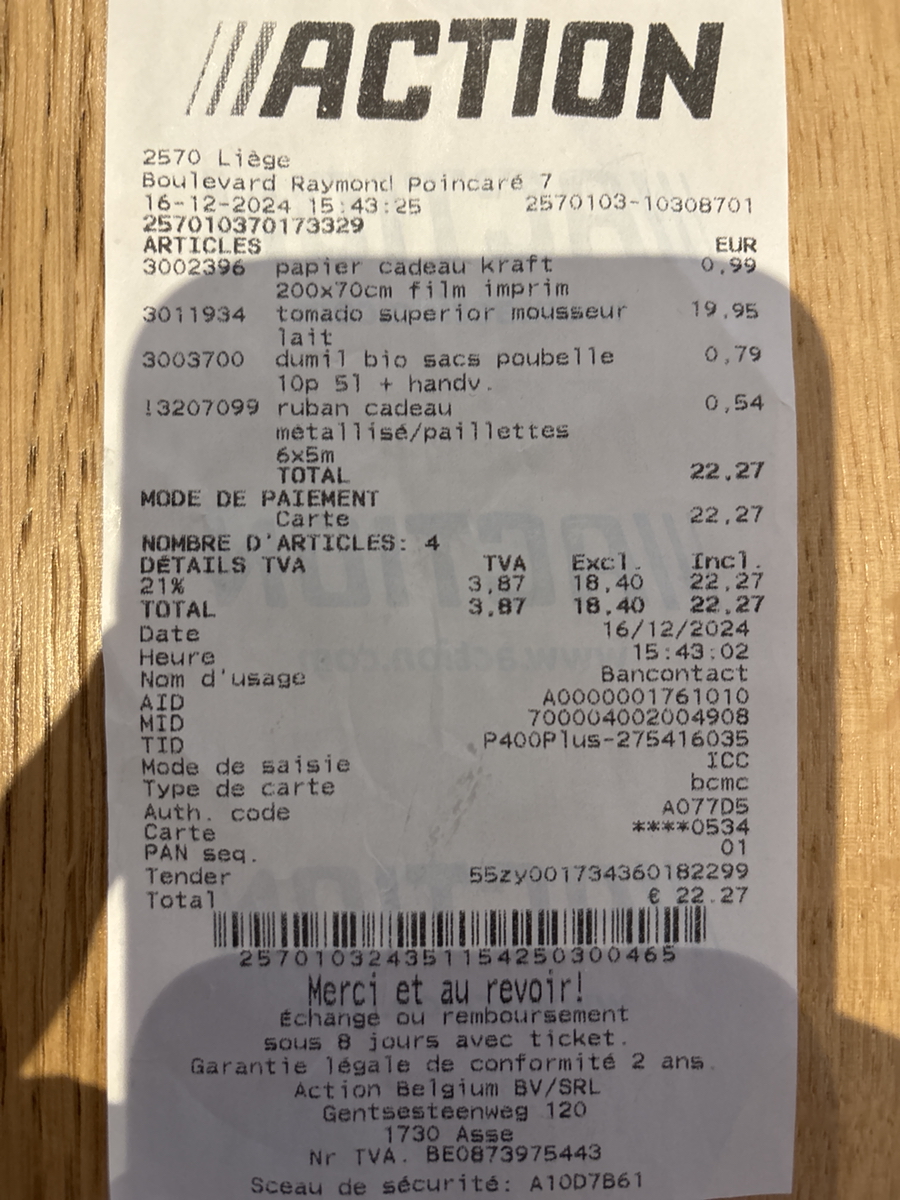 ///ACTION
2570 Liège
Boulevard Raymond Poincaré 7
16-12-2024 15:43:25 2570103-10308701
257010370173329
ARTICLES EUR
3002396 papier cadeau kraft 0,99
200x70cm film imprim
3011934 tomado superior mousseur 19,95
lait
3003700 dumil bio sacs poubelle 0,79
10p 5l + handv.
!3207099 ruban cadeau 0,54
métallisé/paillettes
6x5m
TOTAL 22,27
MODE DE PAIEMENT
Carte 22,27
NOMBRE D'ARTICLES: 4
DÉTAILS TVA TVA Excl. Incl.
21% 3,87 18,40 22,27
TOTAL 3,87 18,40 22,27
Date 16/12/2024
Heure 15:43:02
Nom d'usage Bancontact
AID A0000001761010
MID 700004002004908
TID P400Plus-275416035
Mode de saisie ICC
Type de carte bcmc
Auth. code A077D5
Carte ****0534
PAN seq. 01
Tender 55zy001734360182299
Total € 22.27
2570103243511542503​00465
Merci et au revoir!
Échange ou remboursement
sous 8 jours avec ticket.
Garantie légale de conformité 2 ans.
Action Belgium BV/SRL
Gentsesteenweg 120
1730 Asse
Nr TVA. BE0873975443
Sceau de sécurité: A10D7B61